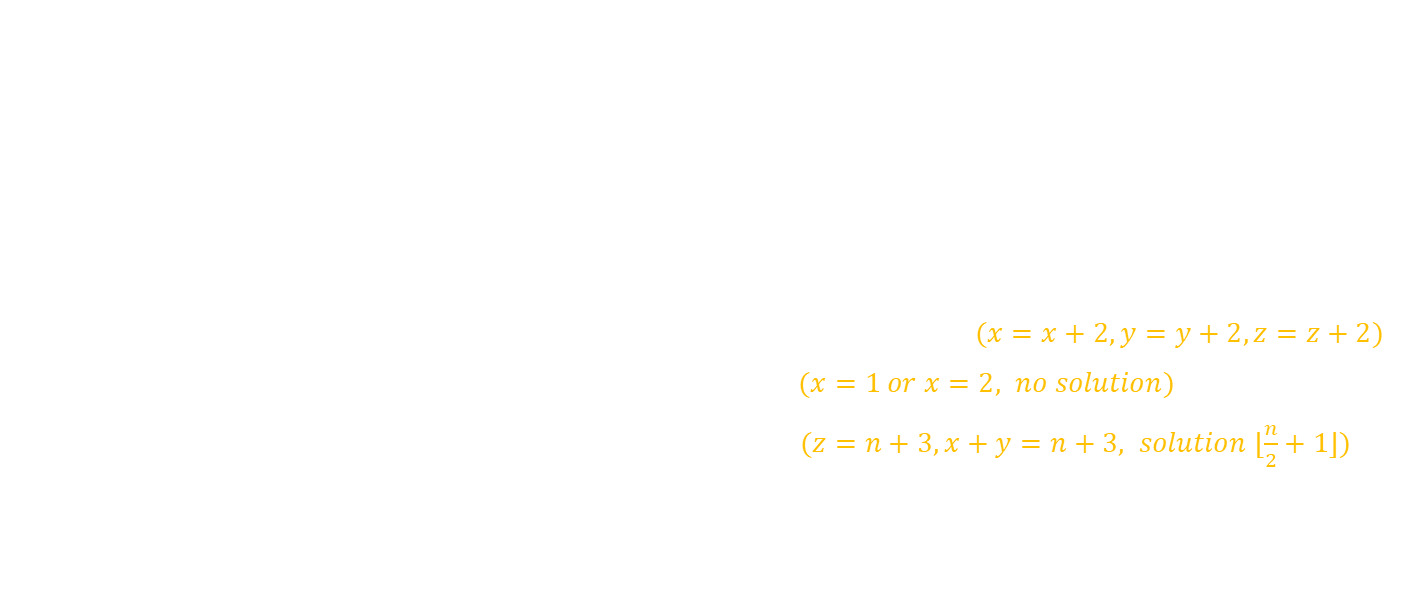 (x = x + 2, y = y + 2, z = z + 2)
(x = 1 or x = 2, no solution)
(z = n + 3, x + y = n + 3, solution ⌊n/2 + 1⌋)